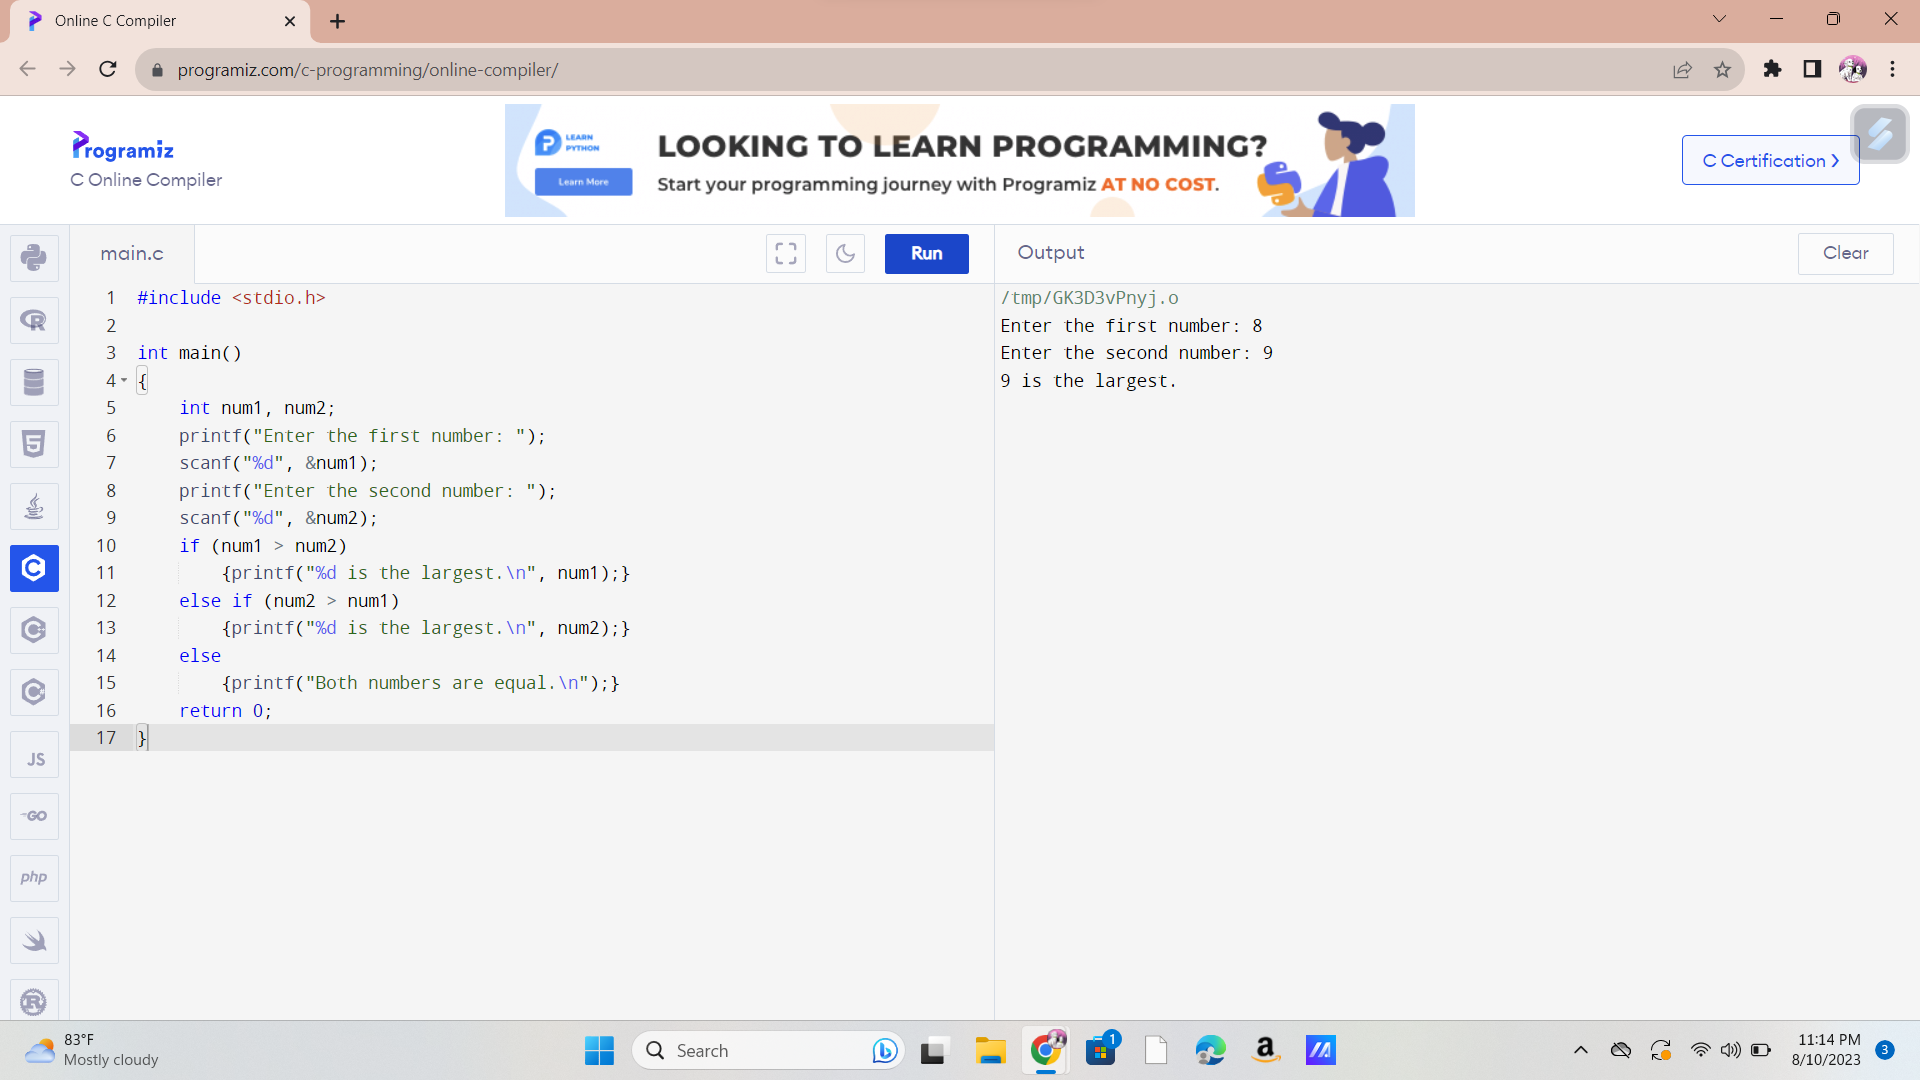 Online C Compiler
programiz.com/c-programming/online-compiler/
Programiz
C Online Compiler
LEARN PYTHON
Learn More
LOOKING TO LEARN PROGRAMMING?
Start your programming journey with Programiz AT NO COST.
C Certification >
main.c
Run
Output
Clear
1 #include <stdio.h>
2
3 int main()
4 {
5     int num1, num2;
6     printf("Enter the first number: ");
7     scanf("%d", &num1);
8     printf("Enter the second number: ");
9     scanf("%d", &num2);
10     if (num1 > num2)
11         {printf("%d is the largest.\n", num1);}
12     else if (num2 > num1)
13         {printf("%d is the largest.\n", num2);}
14     else
15         {printf("Both numbers are equal.\n");}
16     return 0;
17 }
/tmp/GK3D3vPnyj.o
Enter the first number: 8
Enter the second number: 9
9 is the largest.
R
5
C
JS
GO
php
R
83°F
Mostly cloudy
Search
1
a
11:14 PM
8/10/2023
3